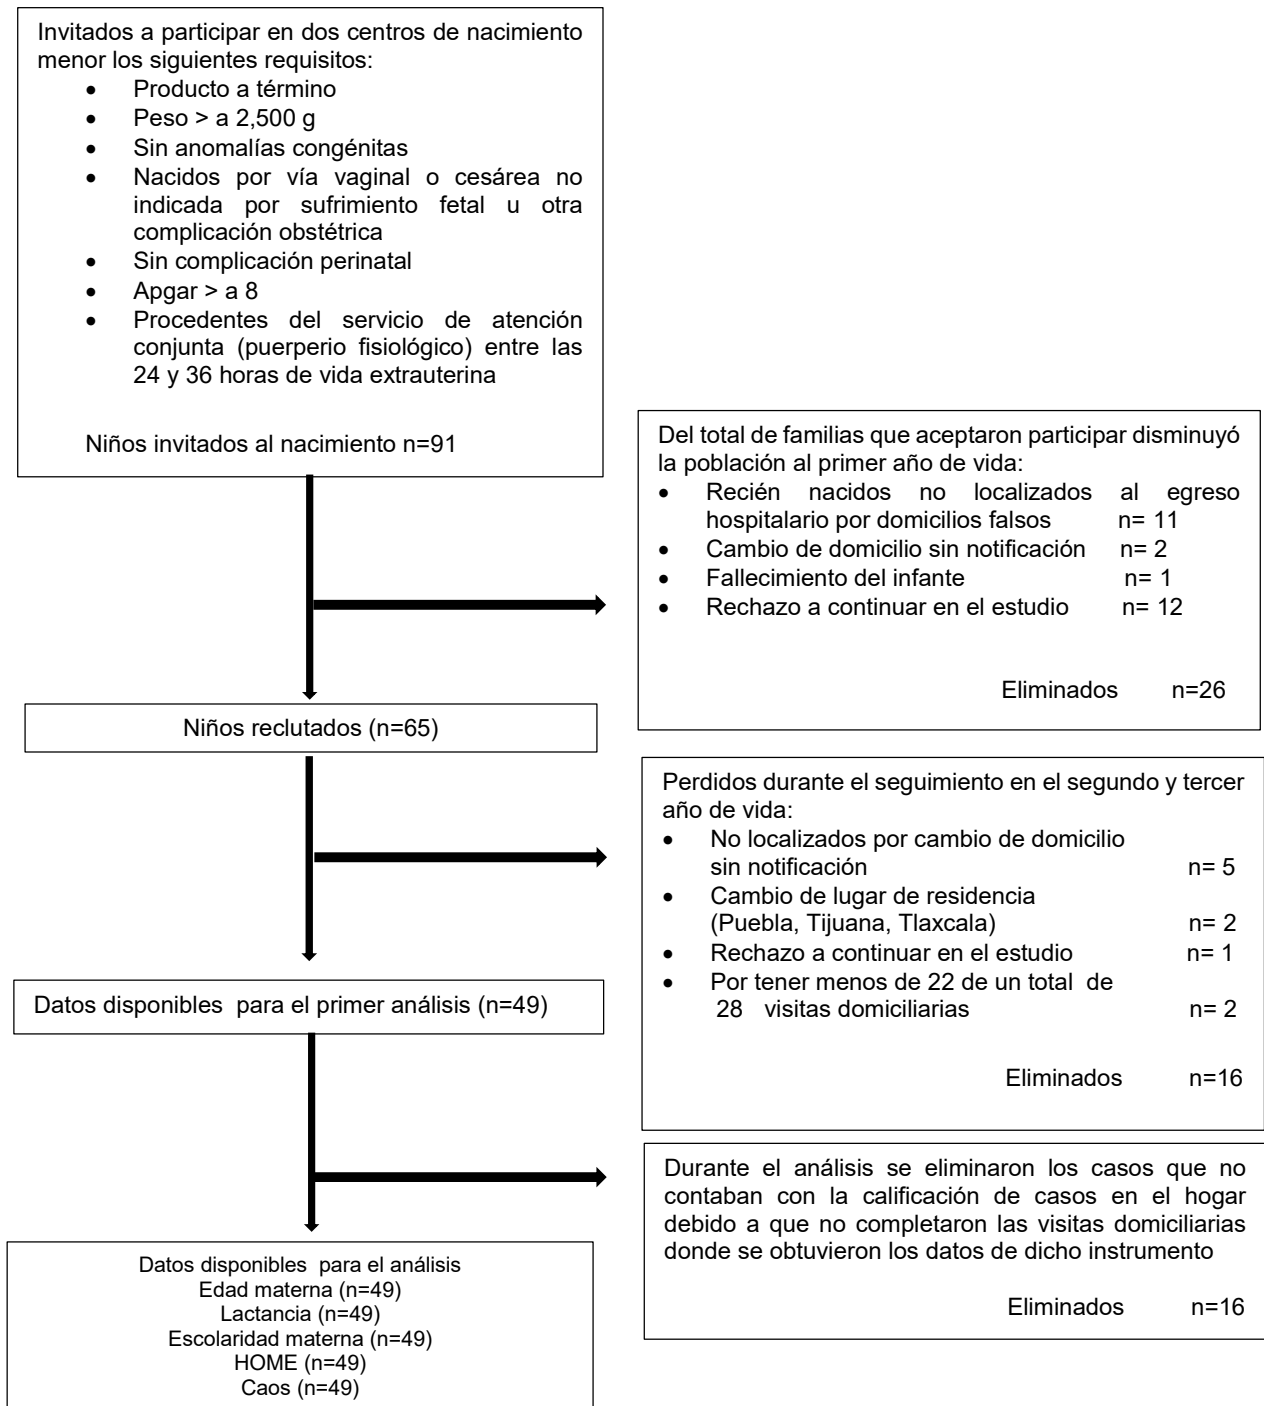 Invitados a participar en dos centros de nacimiento
menor los siguientes requisitos:
• Producto a término
• Peso > a 2,500 g
• Sin anomalías congénitas
• Nacidos por vía vaginal o cesárea no
indicada por sufrimiento fetal u otra
complicación obstétrica
• Sin complicación perinatal
• Apgar > a 8
• Procedentes del servicio de atención
conjunta (puerperio fisiológico) entre las
24 y 36 horas de vida extrauterina
Niños invitados al nacimiento n=91
Del total de familias que aceptaron participar disminuyó
la población al primer año de vida:
• Recién nacidos no localizados al egreso
hospitalario por domicilios falsos n= 11
• Cambio de domicilio sin notificación n= 2
• Fallecimiento del infante n= 1
• Rechazo a continuar en el estudio n= 12
Eliminados n=26
Niños reclutados (n=65)
Perdidos durante el seguimiento en el segundo y tercer
año de vida:
• No localizados por cambio de domicilio
sin notificación n= 5
• Cambio de lugar de residencia
(Puebla, Tijuana, Tlaxcala) n= 2
• Rechazo a continuar en el estudio n= 1
• Por tener menos de 22 de un total de
28 visitas domiciliarias n= 2
Eliminados n=16
Datos disponibles para el primer análisis (n=49)
Durante el análisis se eliminaron los casos que no
contaban con la calificación de casos en el hogar
debido a que no completaron las visitas domiciliarias
donde se obtuvieron los datos de dicho instrumento
Eliminados n=16
Datos disponibles para el análisis
Edad materna (n=49)
Lactancia (n=49)
Escolaridad materna (n=49)
HOME (n=49)
Caos (n=49)